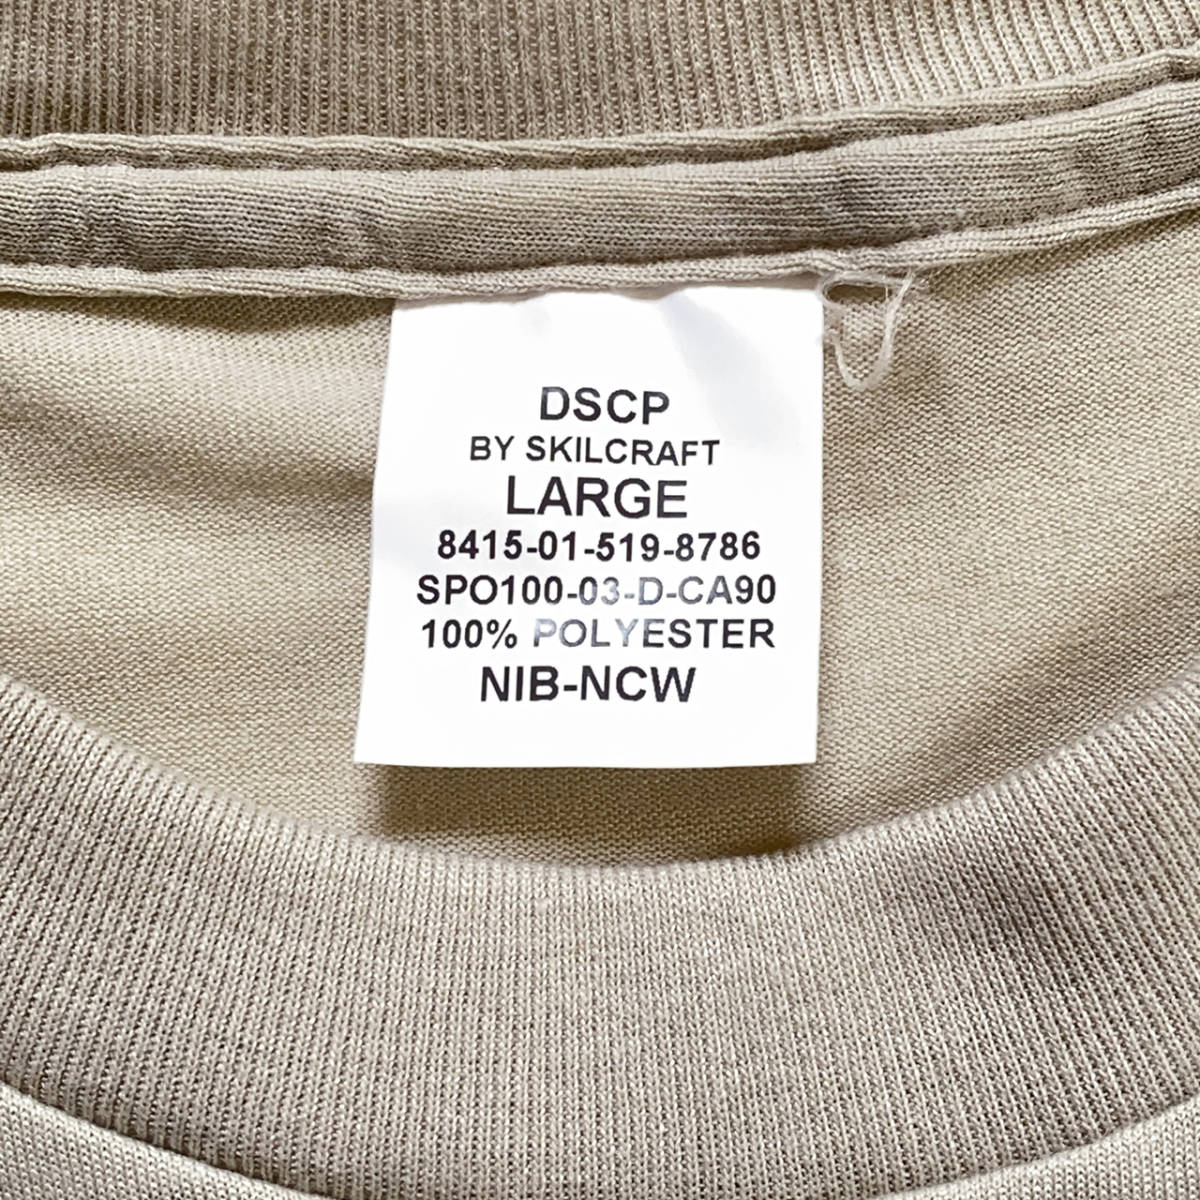 DSCP
BY SKILCRAFT
LARGE
8415-01-519-8786
SPO100-03-D-CA90
100% POLYESTER
NIB-NCW